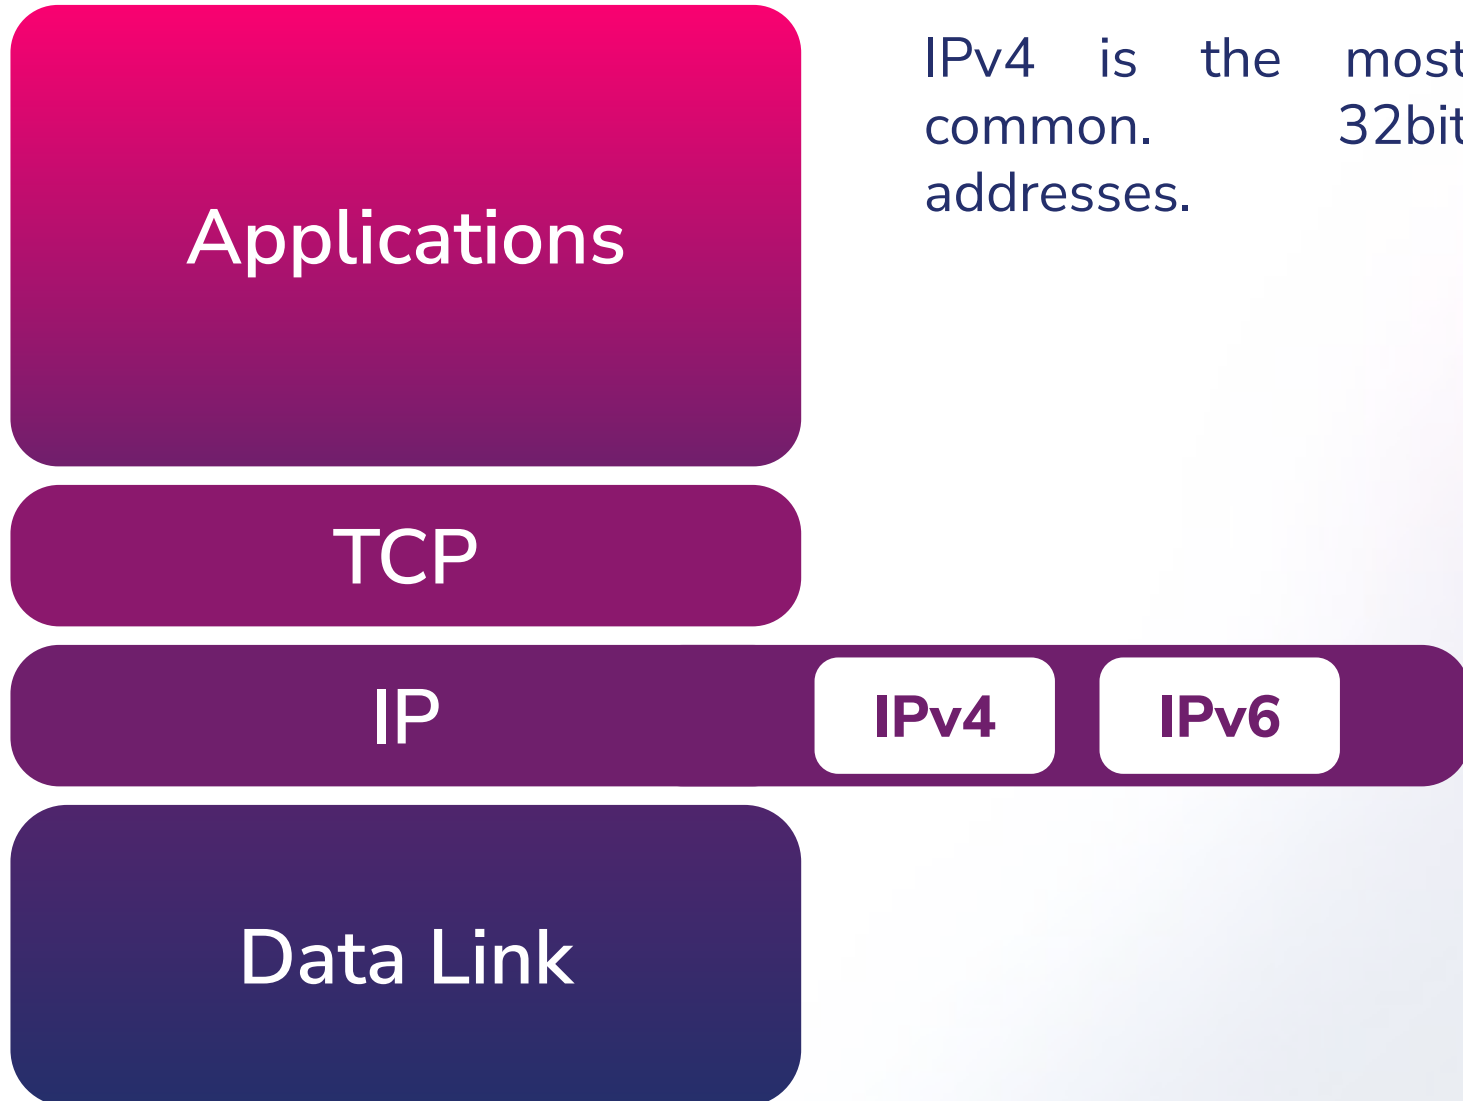 Applications
TCP
IP
Data Link
IPv4 is the most
common. 32bit
addresses.
IPv4
IPv6